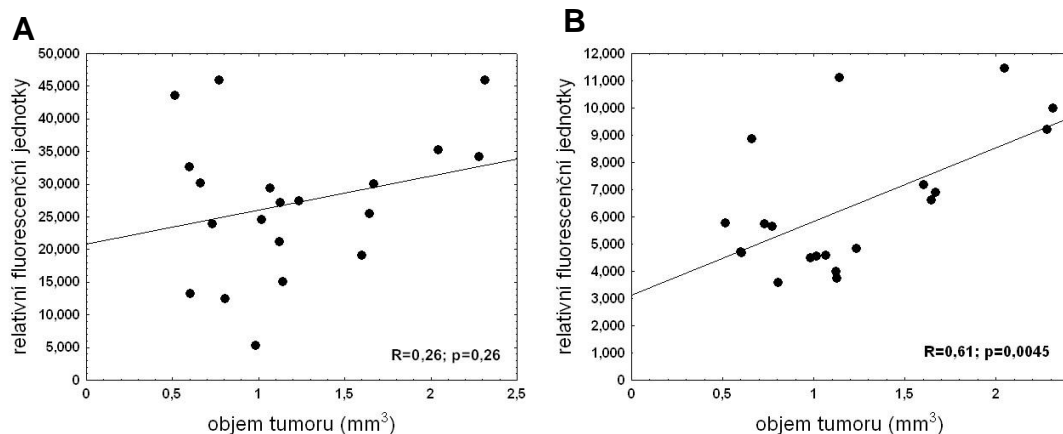 A
B
relativní fluorescenční jednotky
50,000
45,000
40,000
35,000
30,000
25,000
20,000
15,000
10,000
5,000
0
R=0,26; p=0,26
0 0,5 1 1,5 2 2,5
objem tumoru (mm³)
relativní fluorescenční jednotky
12,000
11,000
10,000
9,000
8,000
7,000
6,000
5,000
4,000
3,000
2,000
1,000
0
R=0,61; p=0,0045
0 0,5 1 1,5 2
objem tumoru (mm³)